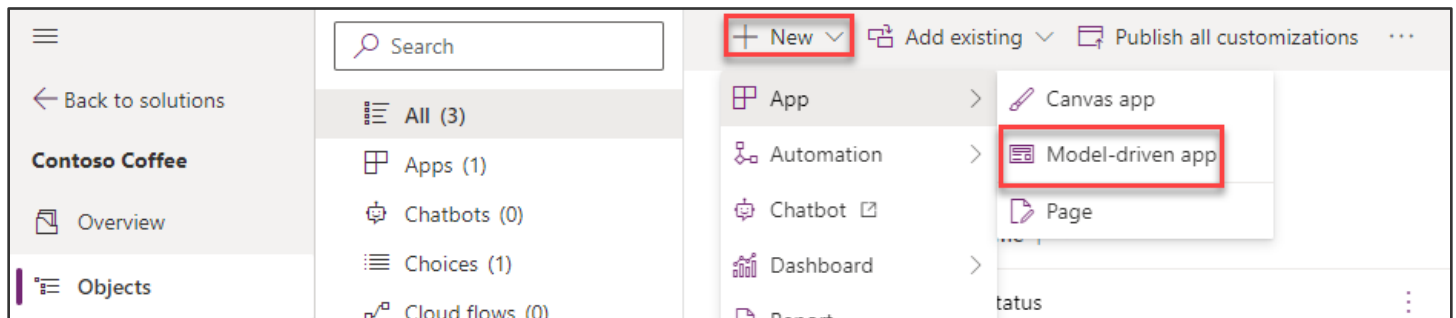 Back to solutions
Contoso Coffee
Overview
Objects
Search
All (3)
Apps (1)
Chatbots (0)
Choices (1)
Cloud flows (0)
New
Add existing
Publish all customizations
...
App
Automation
Chatbot
Dashboard
Report
Canvas app
Model-driven app
Page
tatus